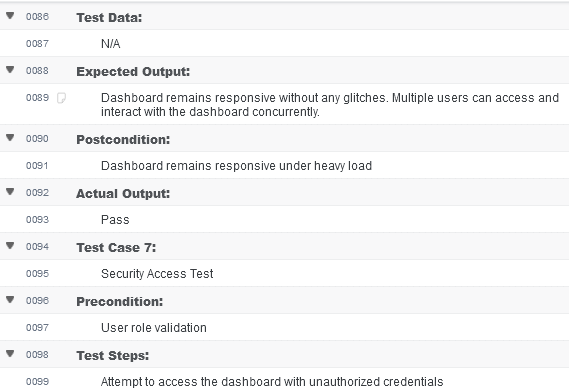 0086 Test Data:
0087 N/A
0088 Expected Output:
0089 Dashboard remains responsive without any glitches. Multiple users can access and
interact with the dashboard concurrently.
0090 Postcondition:
0091 Dashboard remains responsive under heavy load
0092 Actual Output:
0093 Pass
0094 Test Case 7:
0095 Security Access Test
0096 Precondition:
0097 User role validation
0098 Test Steps:
0099 Attempt to access the dashboard with unauthorized credentials